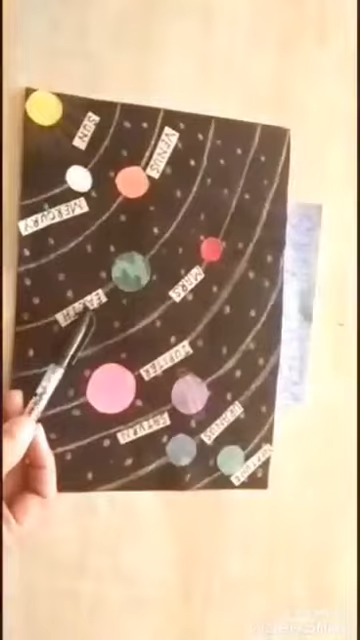 SUN
MERCURY
VENUS
EARTH
MARS
JUPITER
SATURN
URANUS
NEPTUNE